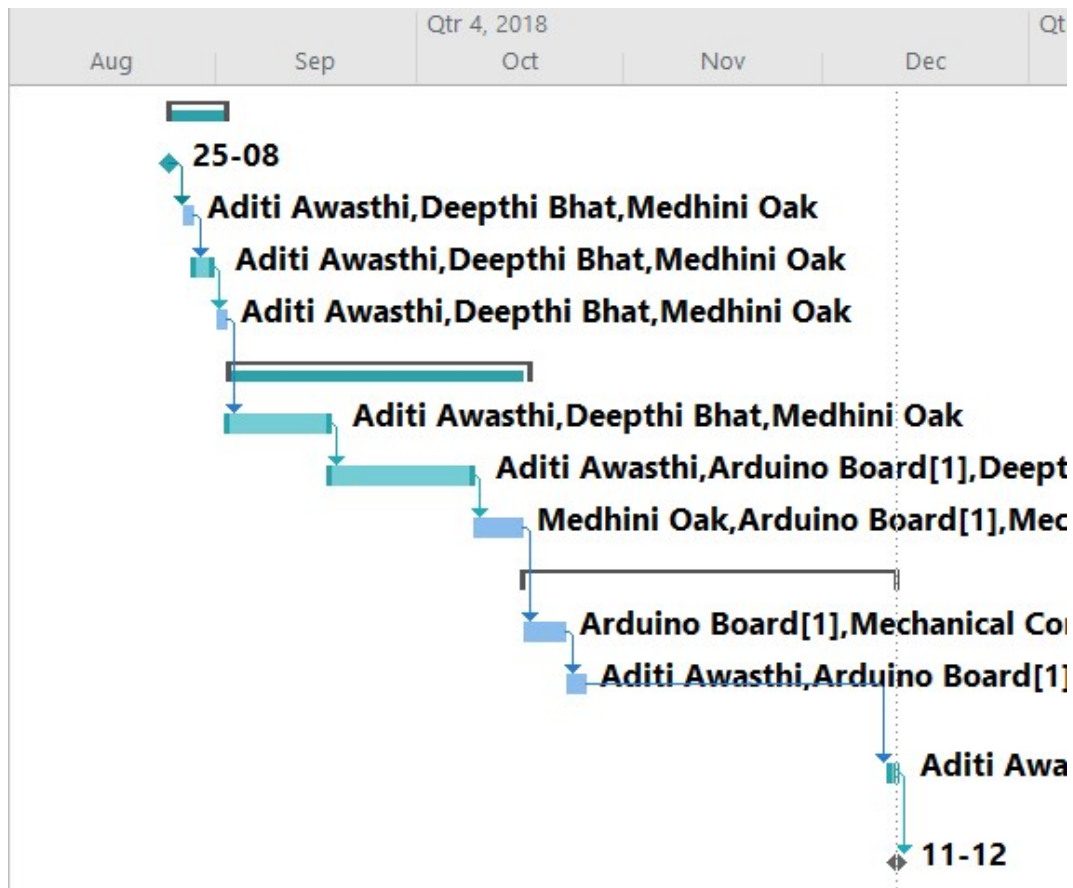 Qtr 4, 2018 Qt
Aug Sep Oct Nov Dec
25-08
Aditi Awasthi,Deepthi Bhat,Medhini Oak
Aditi Awasthi,Deepthi Bhat,Medhini Oak
Aditi Awasthi,Deepthi Bhat,Medhini Oak
Aditi Awasthi,Deepthi Bhat,Medhini Oak
Aditi Awasthi,Arduino Board[1],Deept
Medhini Oak,Arduino Board[1],Mec
Arduino Board[1],Mechanical Co
Aditi Awasthi,Arduino Board[1]
Aditi Awa
11-12